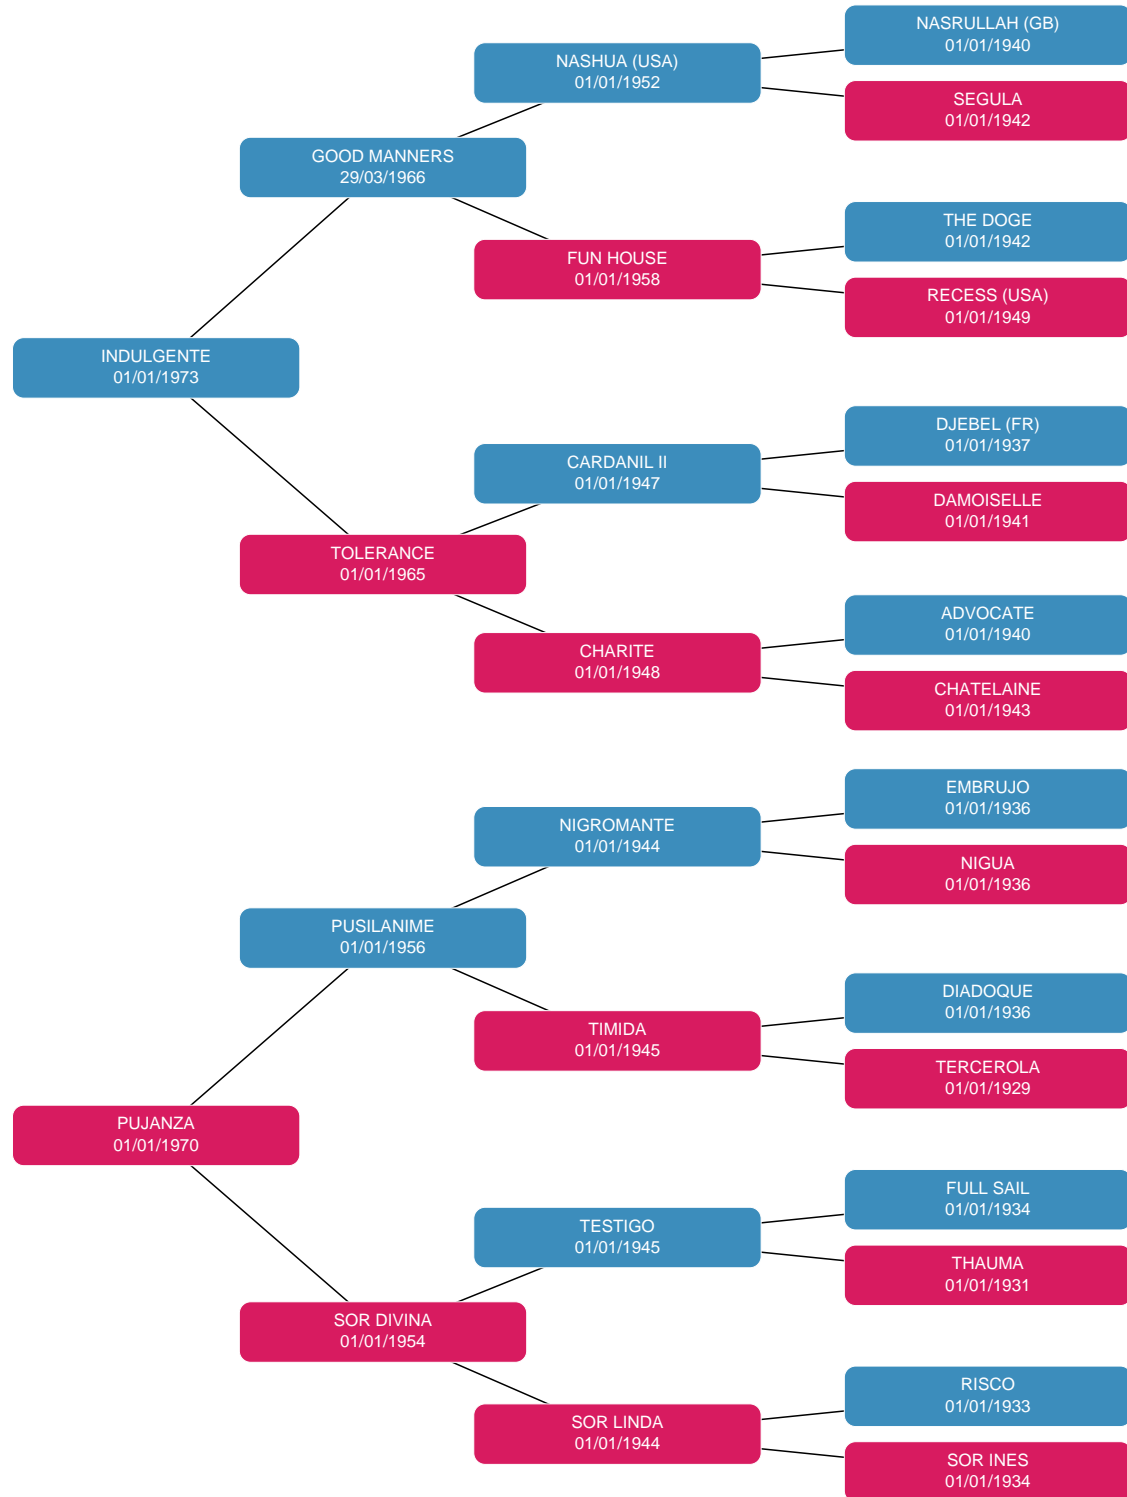 NASRULLAH (GB)
01/01/1940
NASHUA (USA)
01/01/1952
SEGULA
01/01/1942
GOOD MANNERS
29/03/1966
THE DOGE
01/01/1942
FUN HOUSE
01/01/1958
RECESS (USA)
01/01/1949
INDULGENTE
01/01/1973
DJEBEL (FR)
01/01/1937
CARDANIL II
01/01/1947
DAMOISELLE
01/01/1941
TOLERANCE
01/01/1965
ADVOCATE
01/01/1940
CHARITE
01/01/1948
CHATELAINE
01/01/1943
EMBRUJO
01/01/1936
NIGROMANTE
01/01/1944
NIGUA
01/01/1936
PUSILANIME
01/01/1956
DIADOQUE
01/01/1936
TIMIDA
01/01/1945
TERCEROLA
01/01/1929
PUJANZA
01/01/1970
FULL SAIL
01/01/1934
TESTIGO
01/01/1945
THAUMA
01/01/1931
SOR DIVINA
01/01/1954
RISCO
01/01/1933
SOR LINDA
01/01/1944
SOR INES
01/01/1934